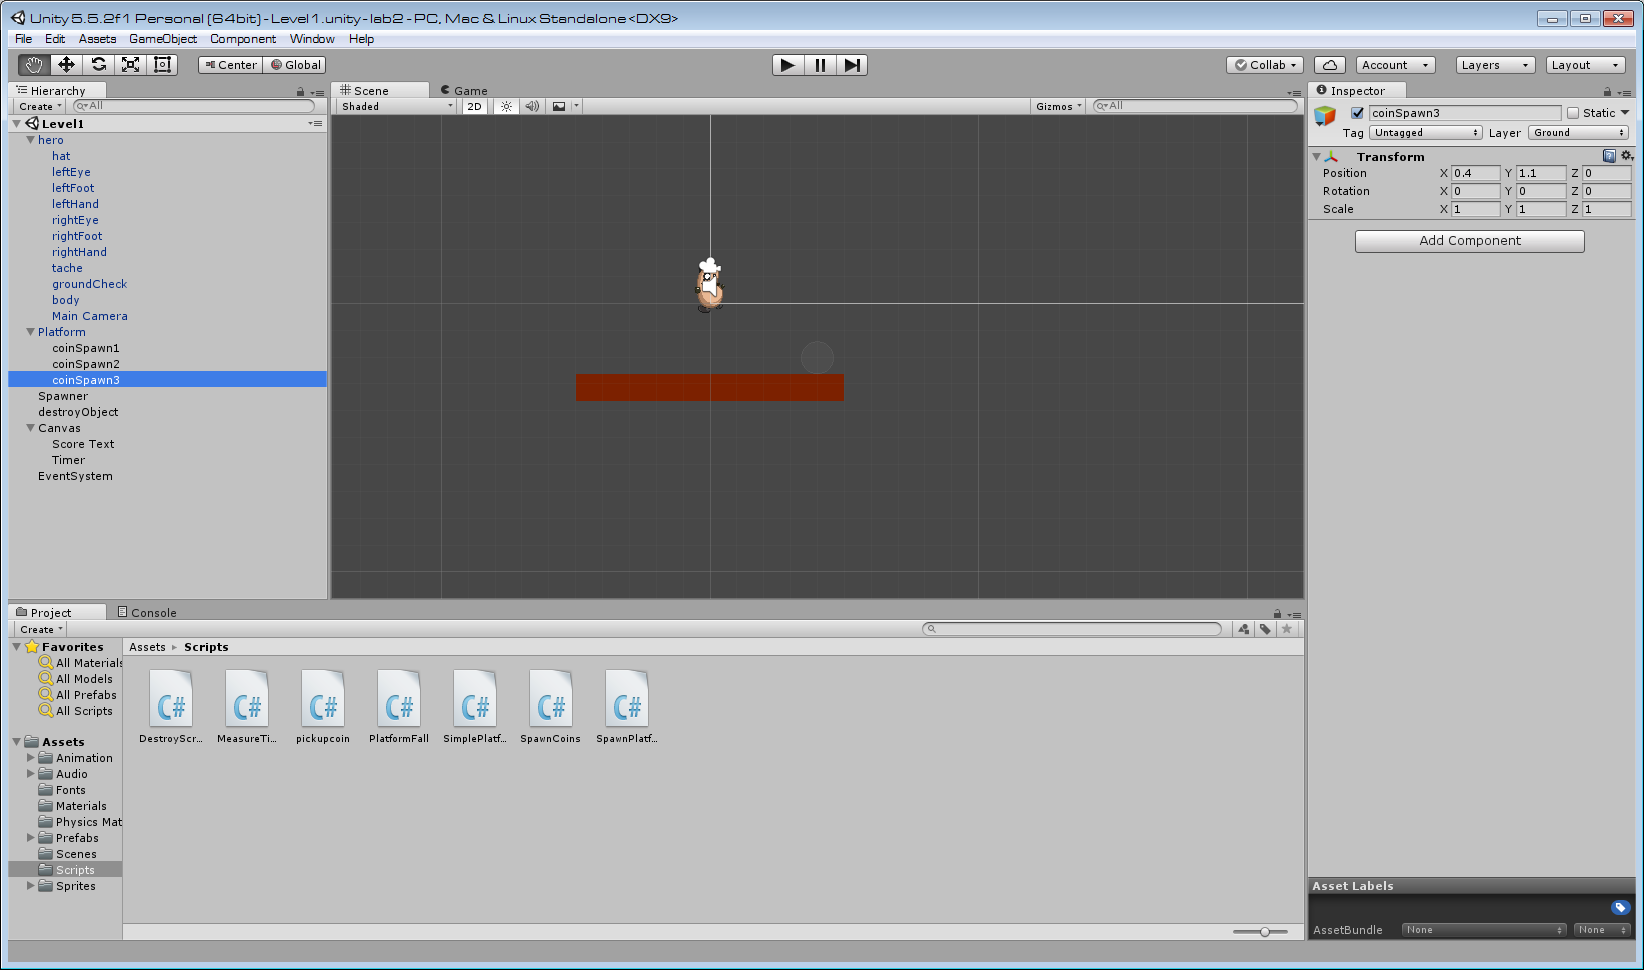 Unity 5.5.2f1 Personal (64bit) - Level1.unity - lab2 - PC, Mac & Linux Standalone <DX9>
File Edit Assets GameObject Component Window Help
Center Global Collab Account Layers Layout
Hierarchy
Create All
Level1
hero
hat
leftEye
leftFoot
leftHand
rightEye
rightFoot
rightHand
tache
groundCheck
body
Main Camera
Platform
coinSpawn1
coinSpawn2
coinSpawn3
Spawner
destroyObject
Canvas
Score Text
Timer
EventSystem
Scene Game
Shaded 2D Gizmos All
Inspector
coinSpawn3 Static
Tag Untagged Layer Ground
Transform
Position X 0.4 Y 1.1 Z 0
Rotation X 0 Y 0 Z 0
Scale X 1 Y 1 Z 1
Add Component
Project Console
Create
Favorites
All Materials
All Models
All Prefabs
All Scripts
Assets
Animation
Audio
Fonts
Materials
Physics Mat
Prefabs
Scenes
Scripts
Sprites
Assets Scripts
C# C# C# C# C# C# C#
DestroyScr... MeasureTi... pickupcoin PlatformFall SimplePlatf... SpawnCoins SpawnPlatf...
Asset Labels
AssetBundle None None